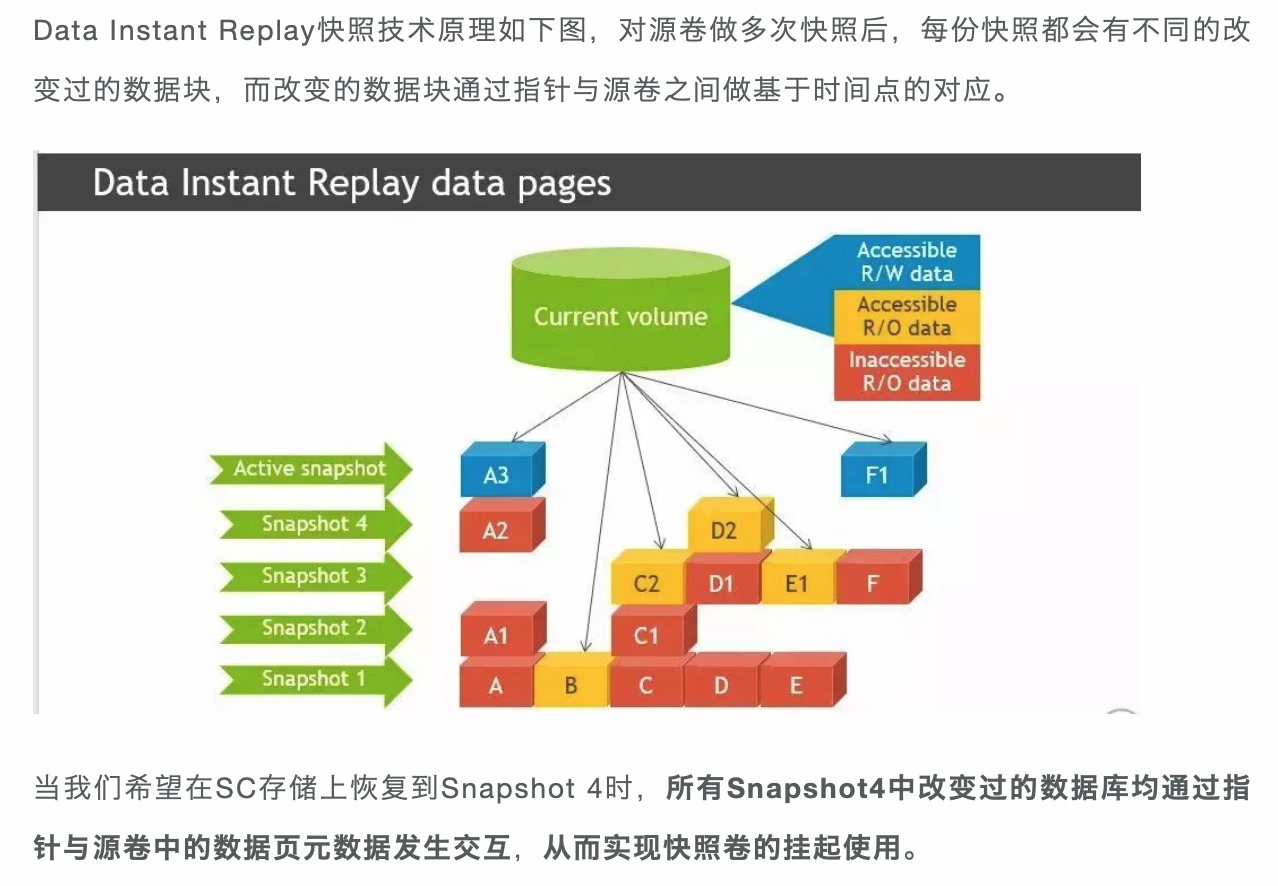 Data Instant Replay快照技术原理如下图，对源卷做多次快照后，每份快照都会有不同的改
变过的数据块，而改变的数据块通过指针与源卷之间做基于时间点的对应。
Data Instant Replay data pages
Current volume
Accessible
R/W data
Accessible
R/O data
Inaccessible
R/O data
Active snapshot
A3
F1
Snapshot 4
A2
D2
Snapshot 3
C2
D1
E1
F
Snapshot 2
A1
C1
Snapshot 1
A
B
C
D
E
当我们希望在SC存储上恢复到Snapshot 4时，所有Snapshot4中改变过的数据库均通过指
针与源卷中的数据页元数据发生交互，从而实现快照卷的挂起使用。